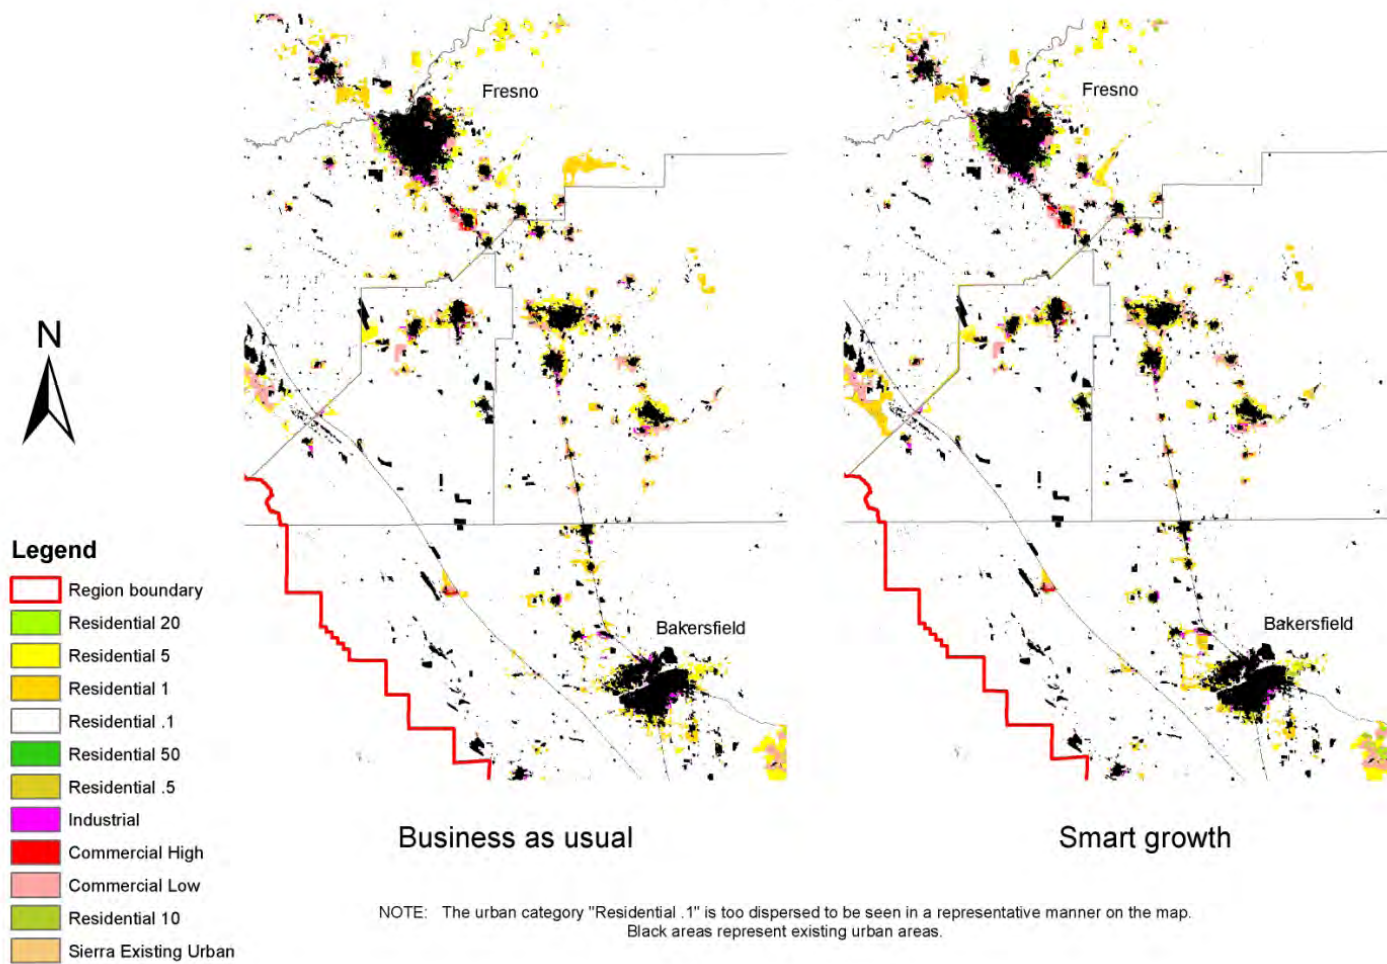 Fresno
Fresno
N
Legend
Region boundary
Residential 20
Residential 5
Residential 1
Residential .1
Residential 50
Residential .5
Industrial
Commercial High
Commercial Low
Residential 10
Sierra Existing Urban
Bakersfield
Bakersfield
Business as usual
Smart growth
NOTE: The urban category "Residential .1" is too dispersed to be seen in a representative manner on the map.
Black areas represent existing urban areas.